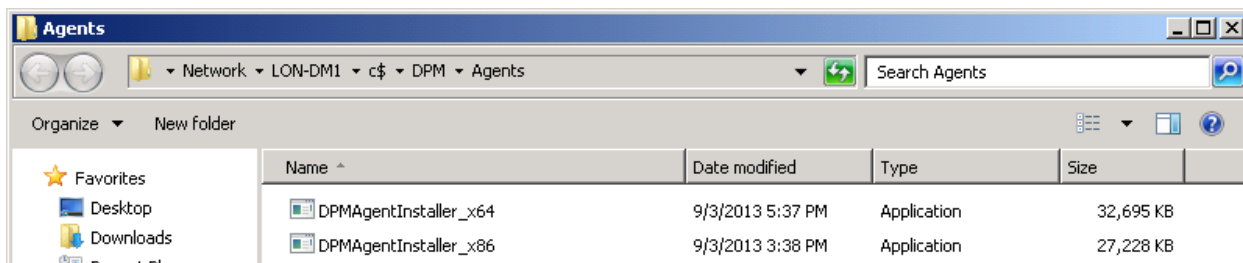 Agents
Network LON-DM1 c$ DPM Agents Search Agents
Organize New folder
Favorites Name Date modified Type Size
Desktop DPMAgentInstaller_x64 9/3/2013 5:37 PM Application 32,695 KB
Downloads DPMAgentInstaller_x86 9/3/2013 3:38 PM Application 27,228 KB